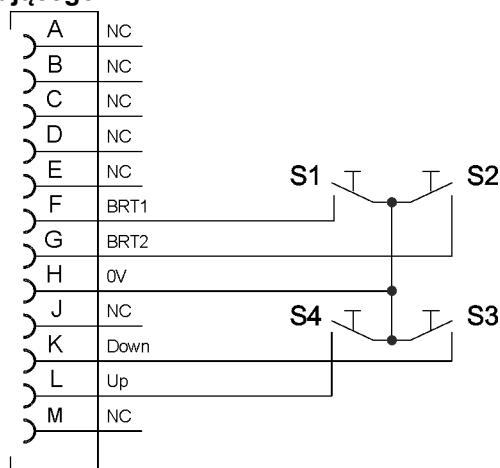 A NC
B NC
C NC
D NC
E NC
S1 S2
F BRT1
G BRT2
H 0V
J NC
S4 S3
K Down
L Up
M NC